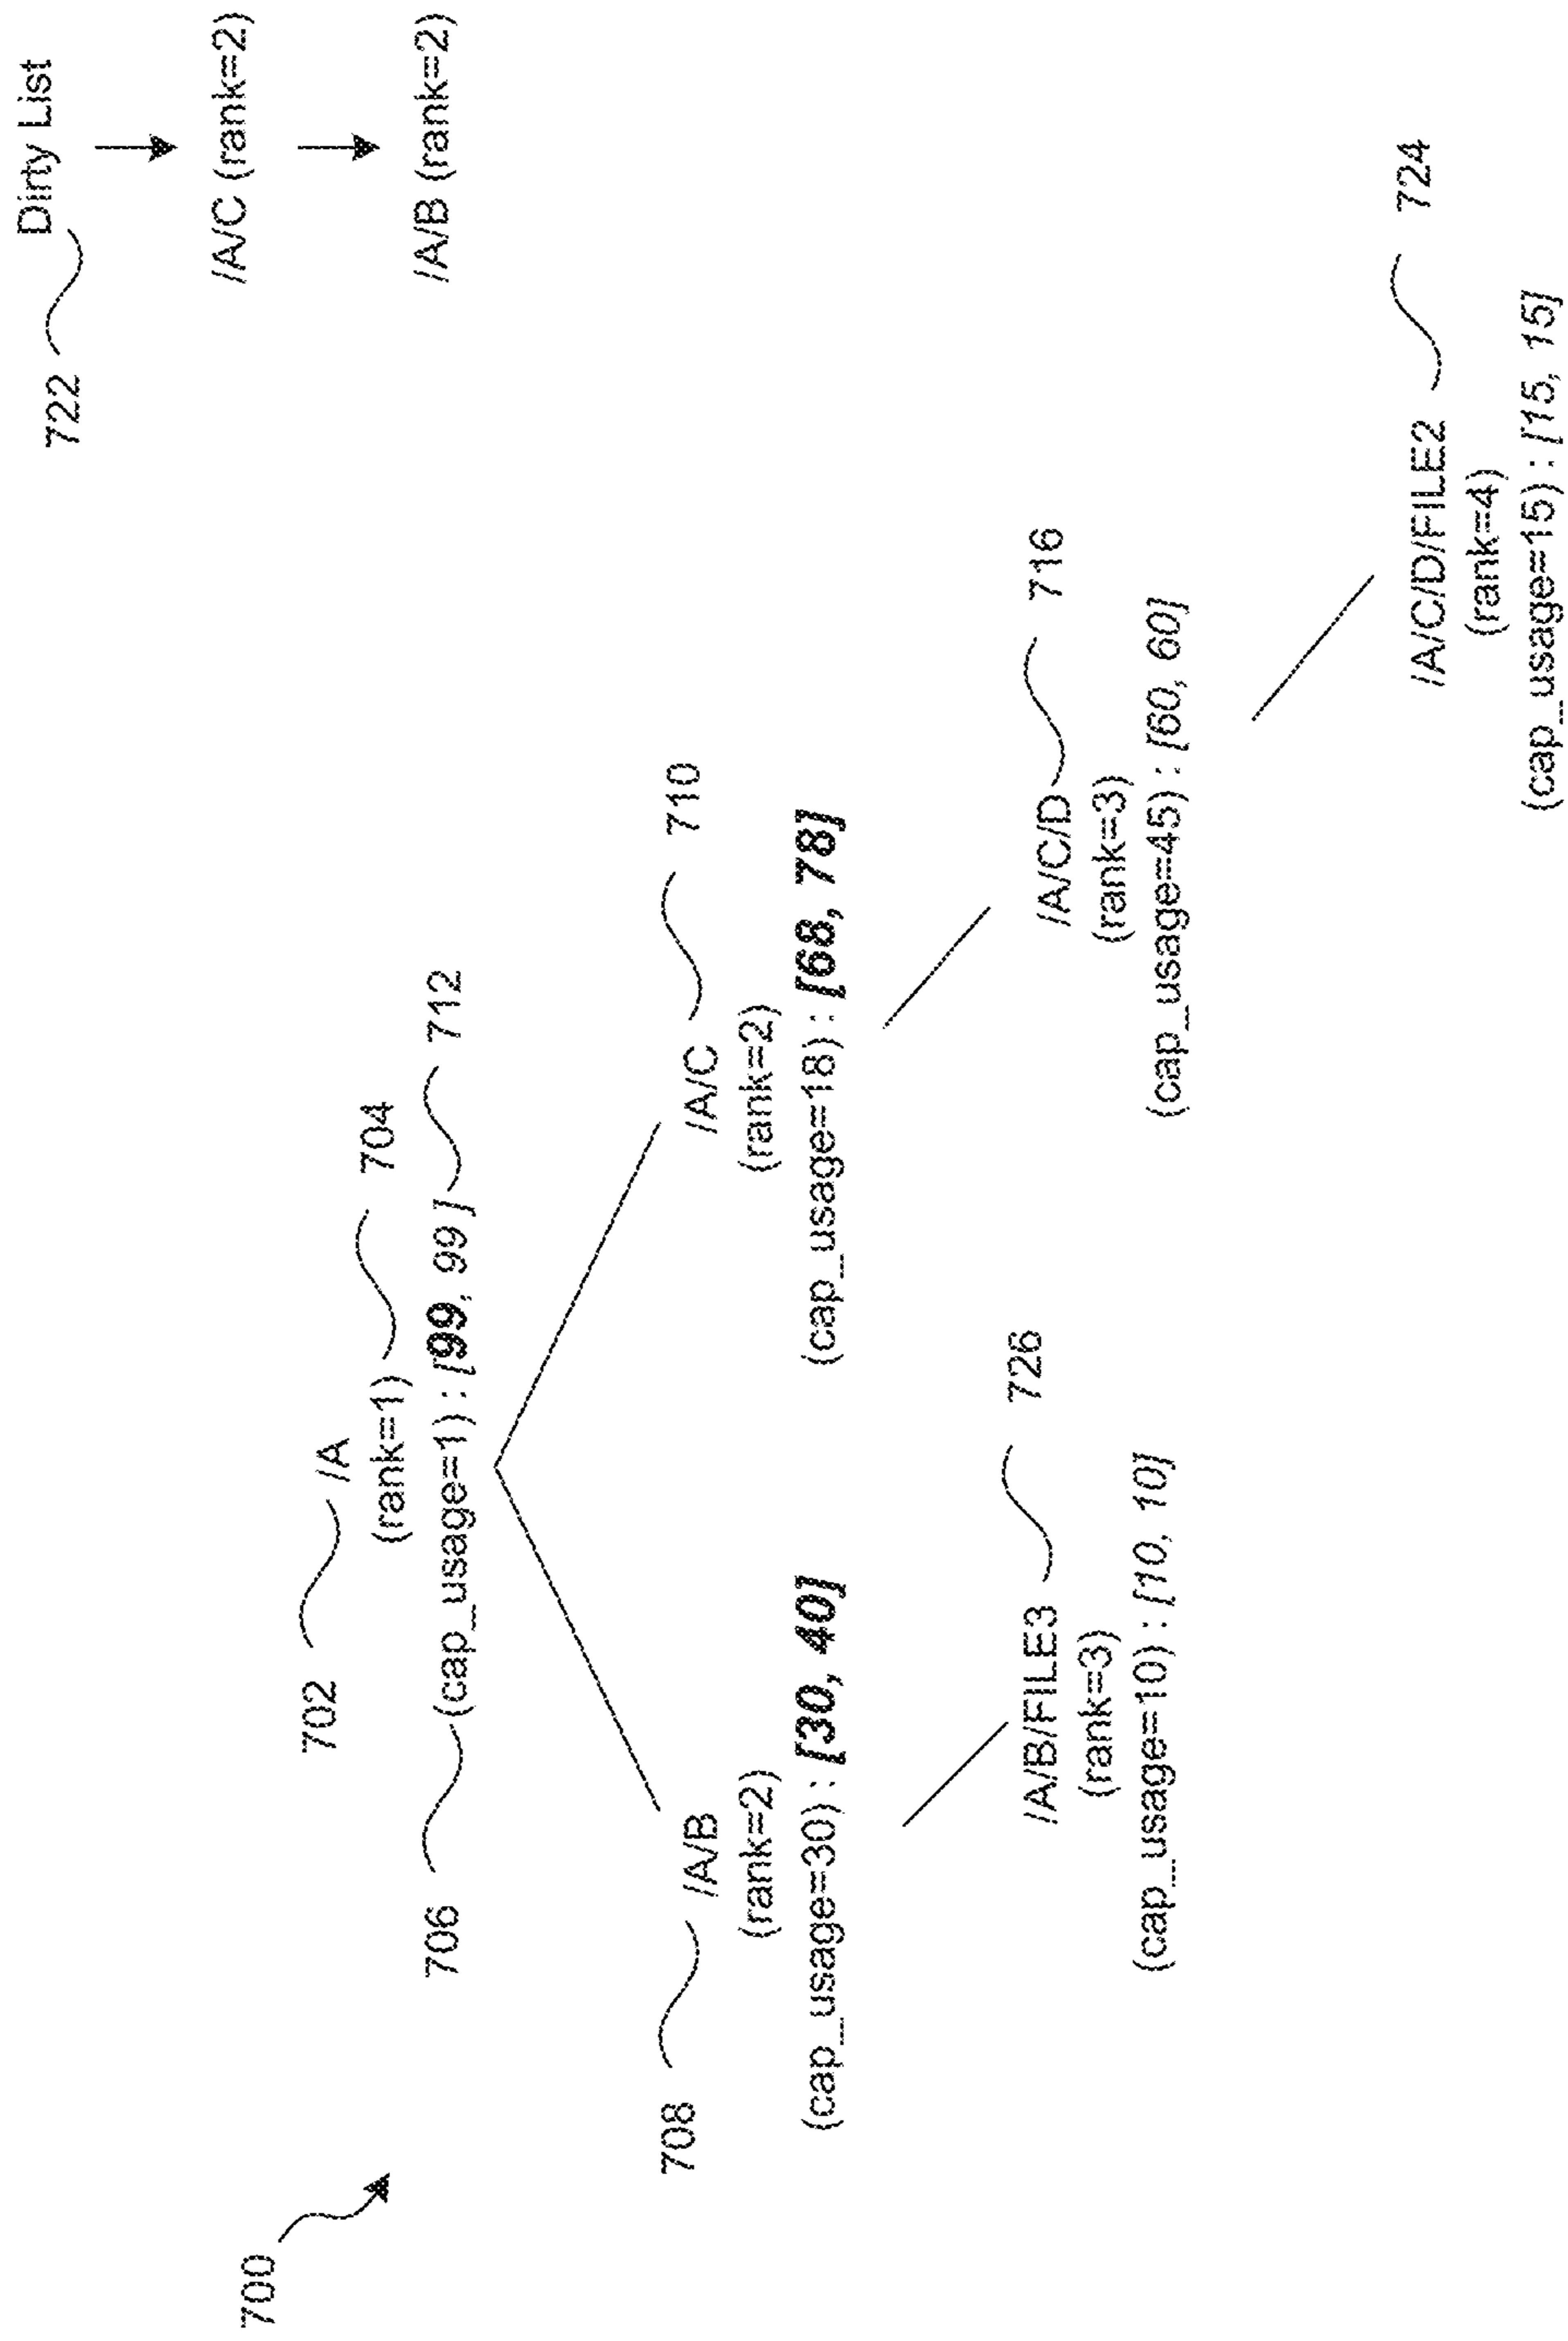 700
722 Dirty List
/A/C (rank=2)
/A/B (rank=2)
702 /A
(rank=1) 704
706 (cap_usage=1) : [99, 99 ] 712
708 /A/B
(rank=2)
(cap_usage=30) : [30, 40]
/A/C 710
(rank=2)
(cap_usage=18) : [68, 78]
/A/B/FILE3 726
(rank=3)
(cap_usage=10) : [10, 10]
/A/C/D 716
(rank=3)
(cap_usage=45) : [60, 60]
/A/C/D/FILE2 724
(rank=4)
(cap_usage=15) : [15, 15]